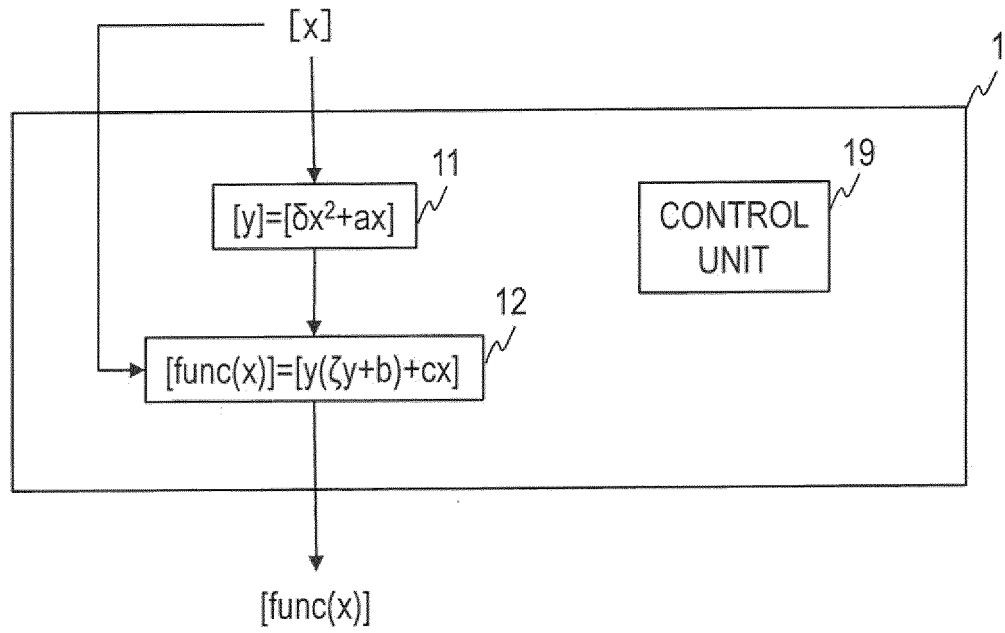 [x]
1
11
[y]=[δx²+ax]
19
CONTROL
UNIT
12
[func(x)]=[y(ζy+b)+cx]
[func(x)]